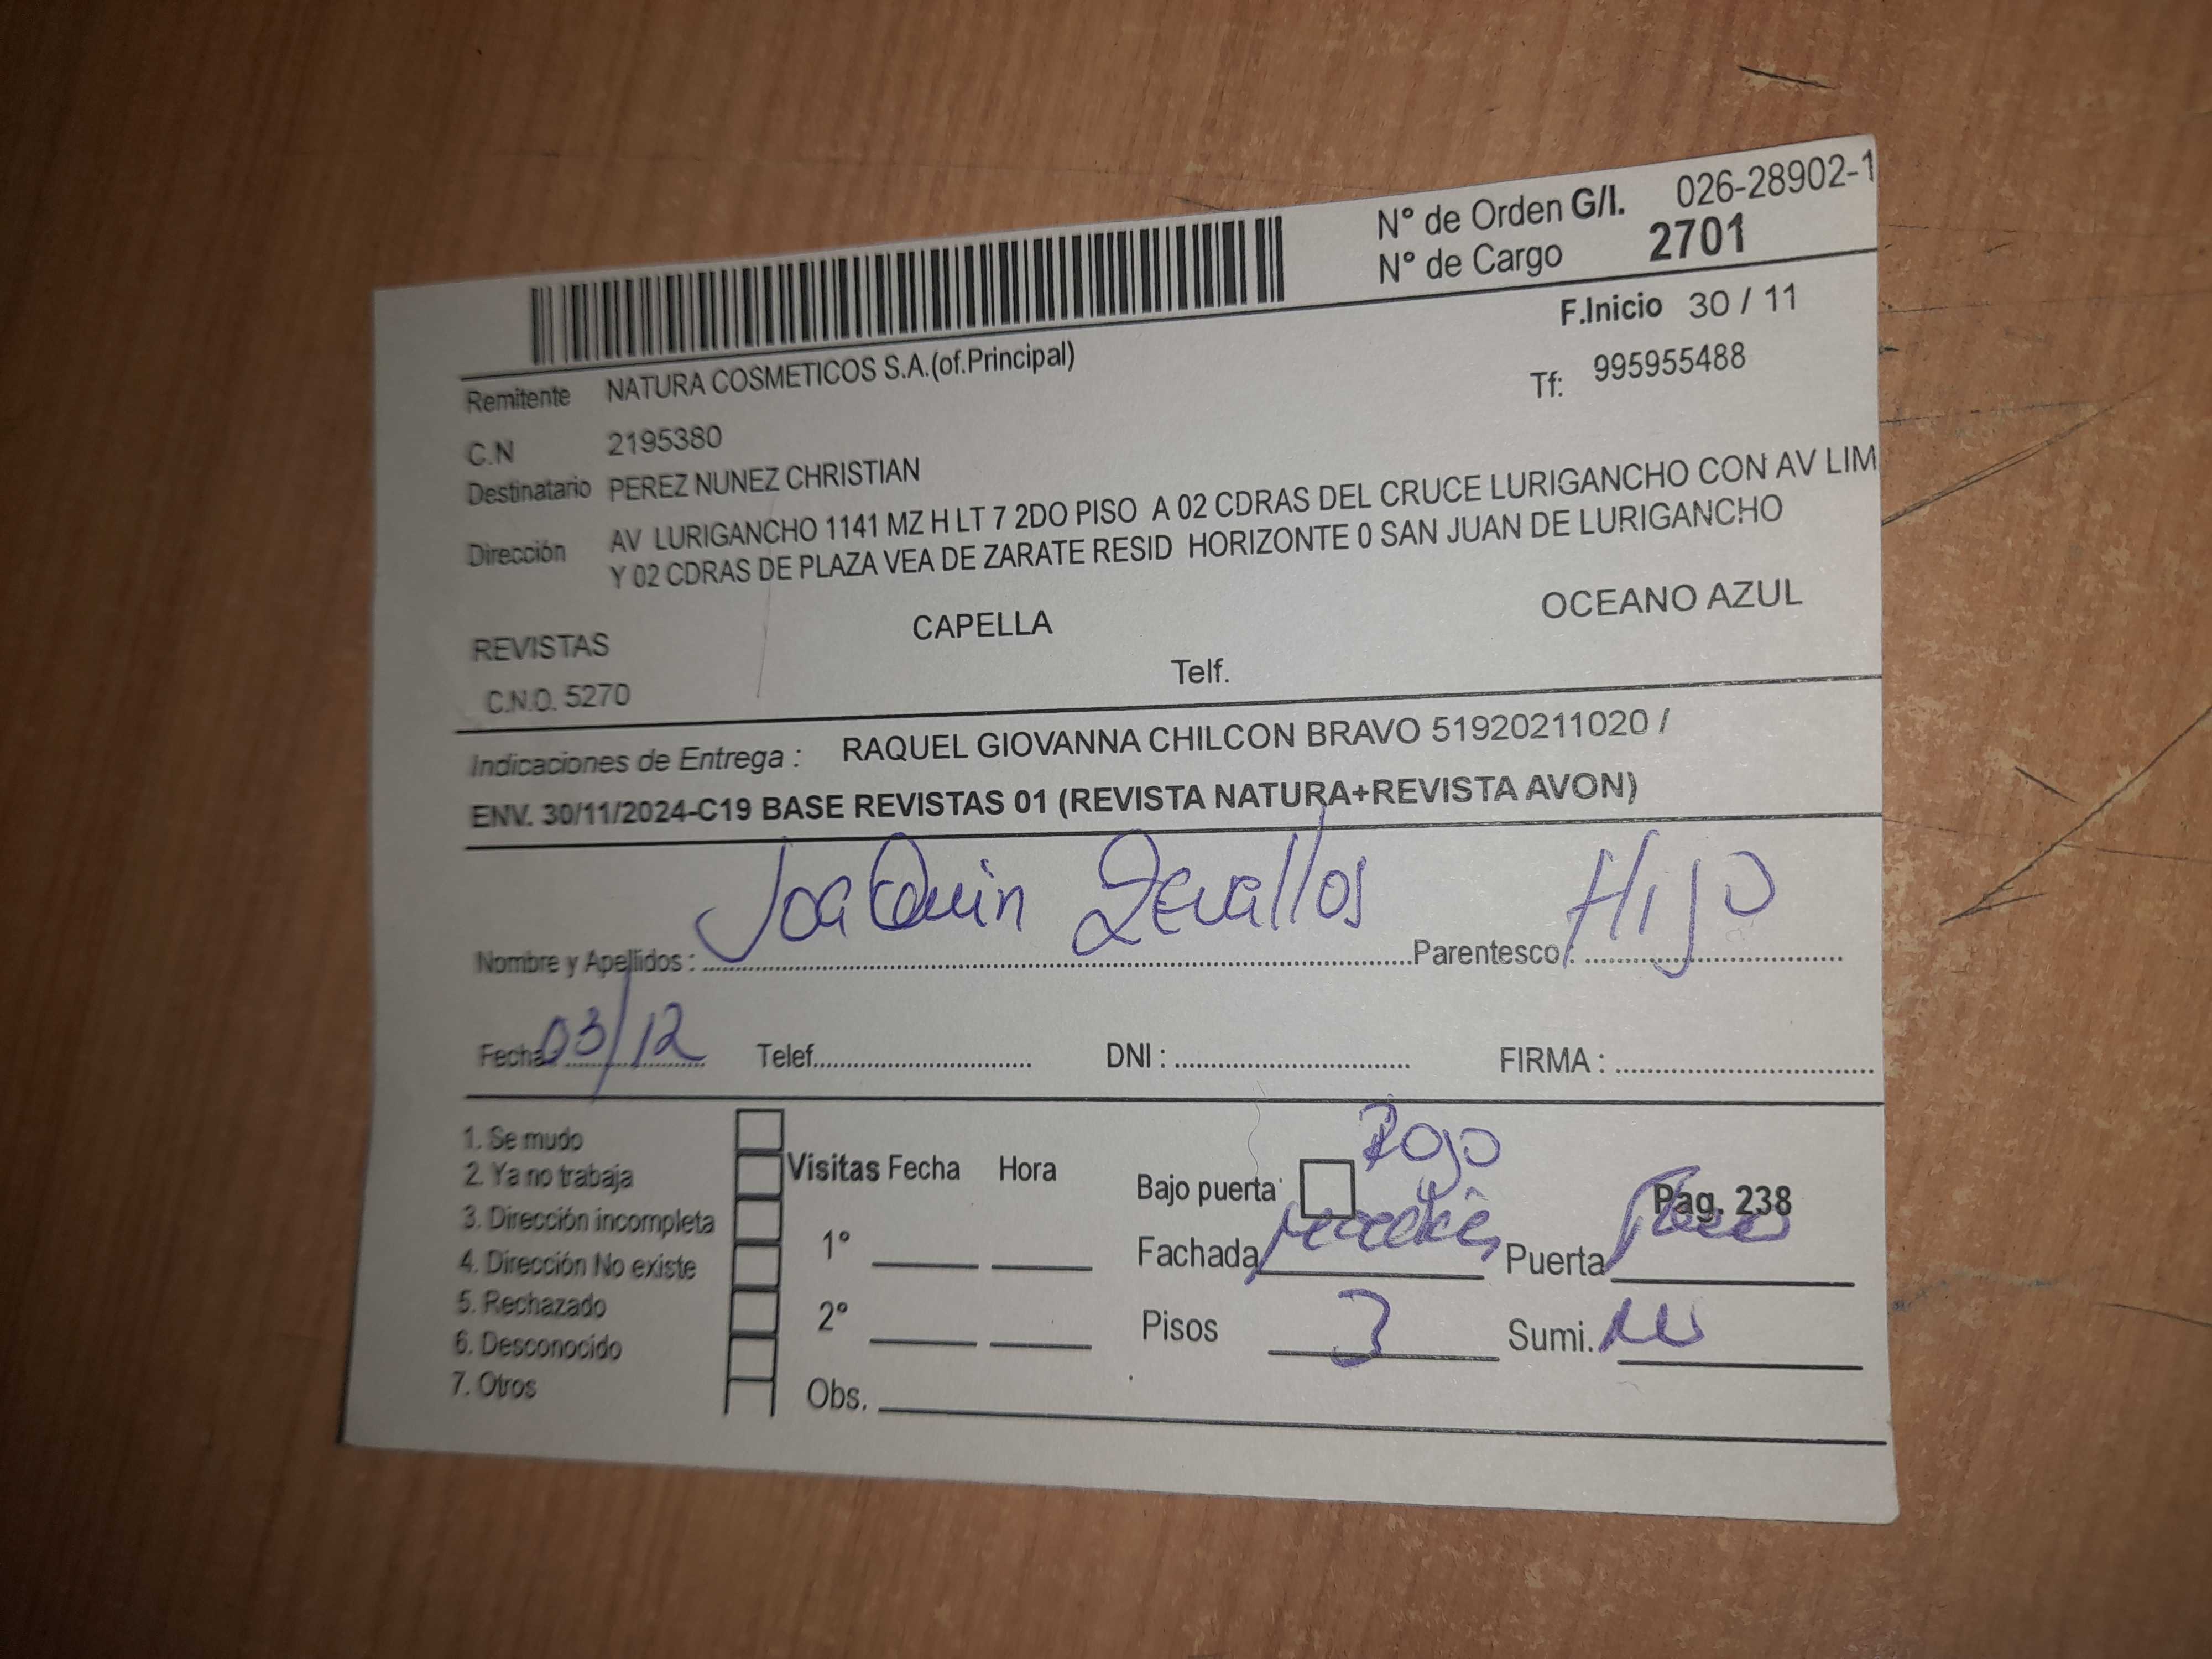 N° de Orden G/I. 026-28902-1
N° de Cargo 2701
F.Inicio 30 / 11
Remitente NATURA COSMETICOS S.A.(of.Principal)
Tf: 995955488
C.N 2195380
Destinatario PEREZ NUNEZ CHRISTIAN
Dirección AV LURIGANCHO 1141 MZ H LT 7 2DO PISO A 02 CDRAS DEL CRUCE LURIGANCHO CON AV LIM
Y 02 CDRAS DE PLAZA VEA DE ZARATE RESID HORIZONTE 0 SAN JUAN DE LURIGANCHO
REVISTAS CAPELLA OCEANO AZUL
C.N.O. 5270 Telf.
Indicaciones de Entrega : RAQUEL GIOVANNA CHILCON BRAVO 51920211020 /
ENV. 30/11/2024-C19 BASE REVISTAS 01 (REVISTA NATURA+REVISTA AVON)
Nombre y Apellidos : Joaquin Zevallos Parentesco : Hijo
Fecha 03/12 Telef. DNI : FIRMA :
1. Se mudo
2. Ya no trabaja
3. Dirección incompleta
4. Dirección No existe
5. Rechazado
6. Desconocido
7. Otros
Visitas Fecha Hora
1°
2°
Obs.
Bajo puerta Rojo Pag. 238
Fachada Puerta
Pisos 3 Sumi.